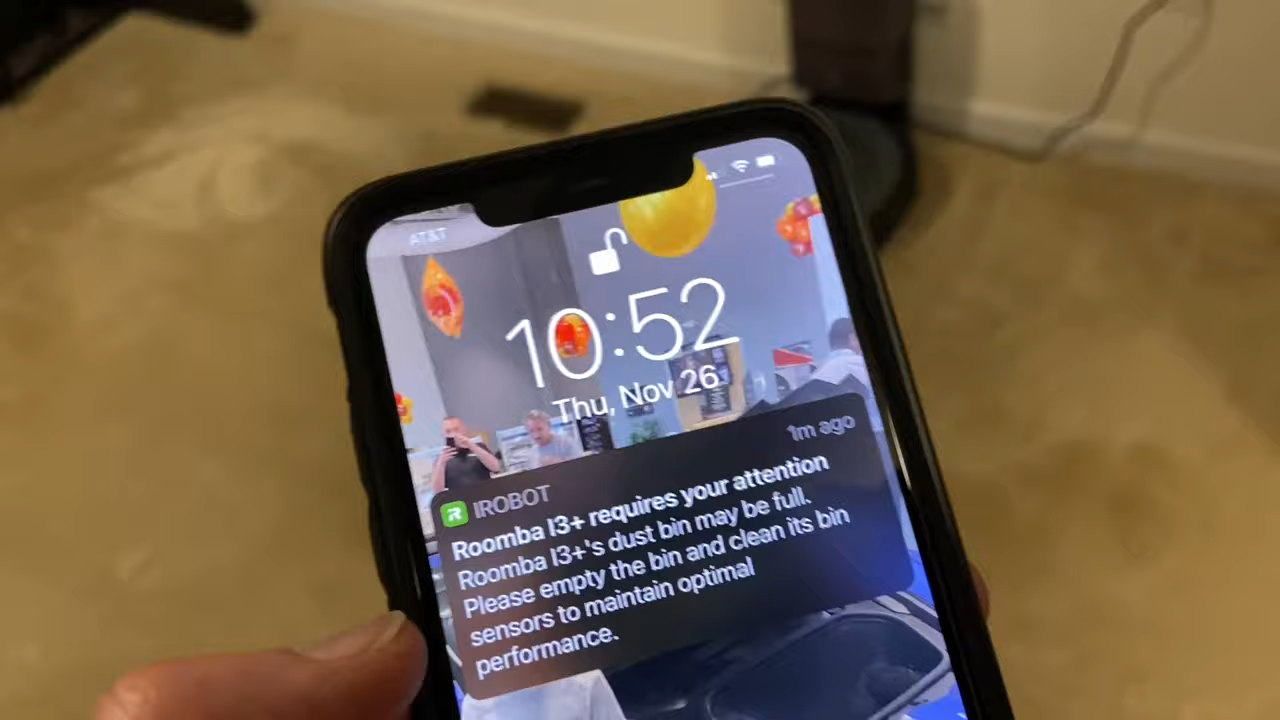 AT&T
10:52
Thu, Nov 26
IROBOT
1m ago
Roomba I3+ requires your attention
Roomba I3+'s dust bin may be full.
Please empty the bin and clean its bin
sensors to maintain optimal
performance.